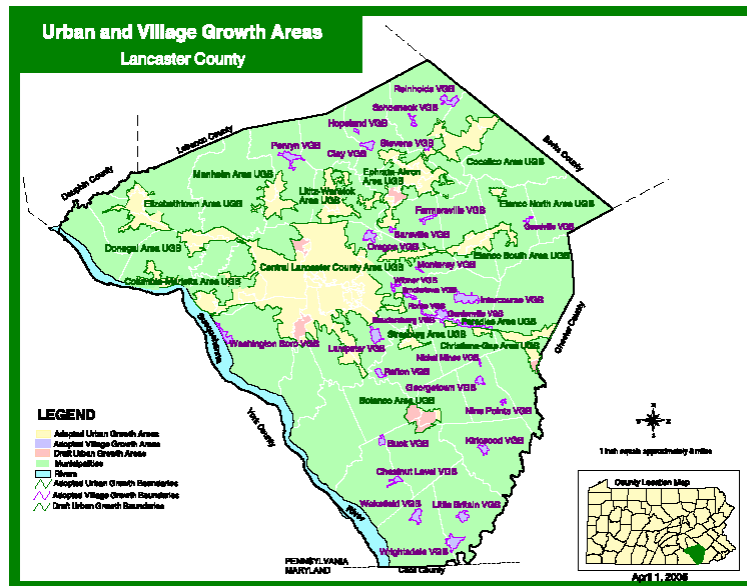 Urban and Village Growth Areas
Lancaster County
Reinholds VGB
Schoeneck VGB
Hopeland VGB
Stevens VGB
Clay VGB
Penryn VGB
Lebanon County
Berks County
Dauphin County
Cocalico Area UGB
Manheim Area UGB
Ephrata-Akron
Area UGB
Lititz-Warwick
Area UGB
Elizabethtown Area UGB
Elanco North Area UGB
Farmersville VGB
Goodville VGB
Donegal Area UGB
Oregon VGB
Elanco South Area UGB
Central Lancaster County Area UGB
Monterey VGB
Columbia-Marietta Area UGB
Witmer VGB
Intercourse VGB
Gordonville VGB
Paradise Area UGB
Susquehanna
Washington Boro VGB
Strasburg Area UGB
Christiana-Gap Area UGB
Chester County
Lampeter VGB
Nickel Mines VGB
Refton VGB
Georgetown VGB
York County
Solanco Area UGB
Nine Points VGB
Buck VGB
Kirkwood VGB
Chestnut Level VGB
Wakefield VGB
Little Britain VGB
River
Wrightsdale VGB
PENNSYLVANIA
MARYLAND
Cecil County
LEGEND
Adopted Urban Growth Areas
Adopted Village Growth Areas
Draft Urban Growth Areas
Municipalities
Rivers
Adopted Urban Growth Boundaries
Adopted Village Growth Boundaries
Draft Urban Growth Boundaries
N
W
E
S
1 inch equals approximately 8 miles
County Location Map
April 1, 2005